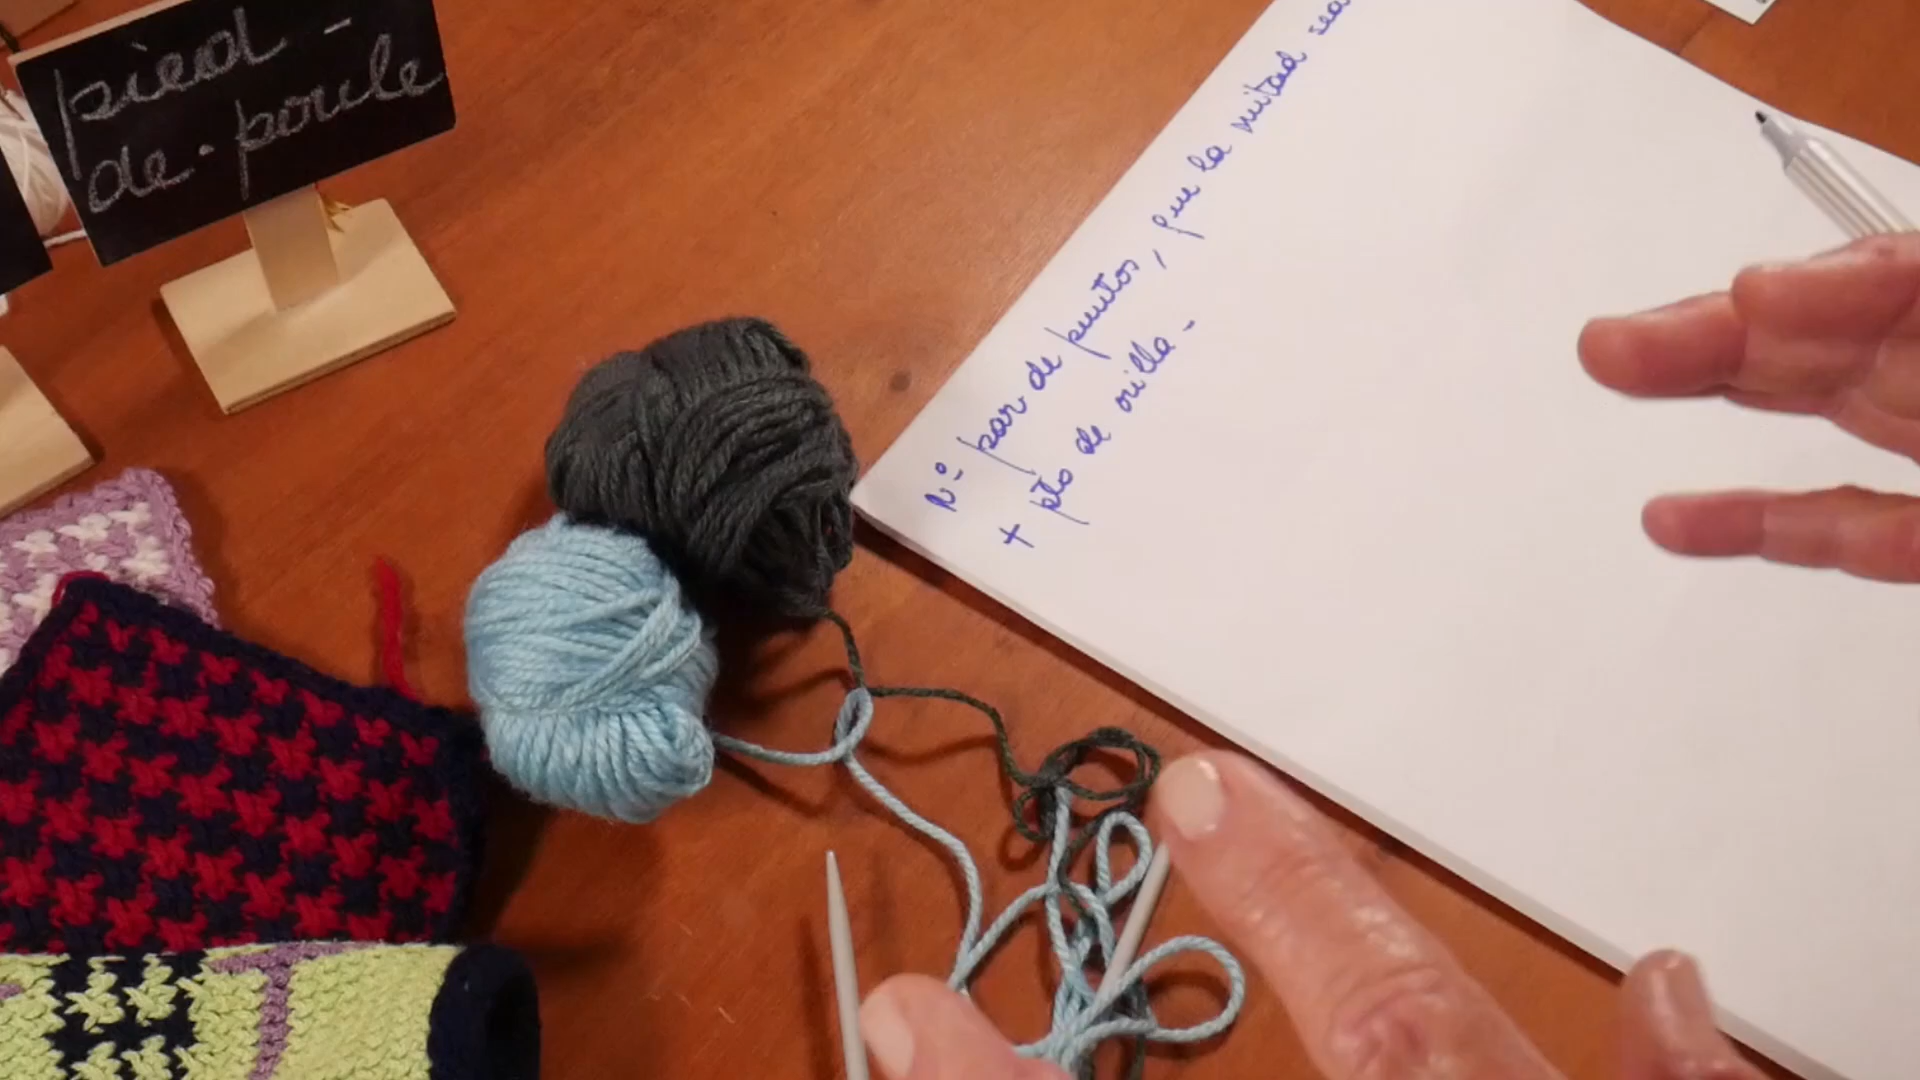 pied -
de - poule
Nº par de puntos, que la mitad sea
+ pto de orilla -